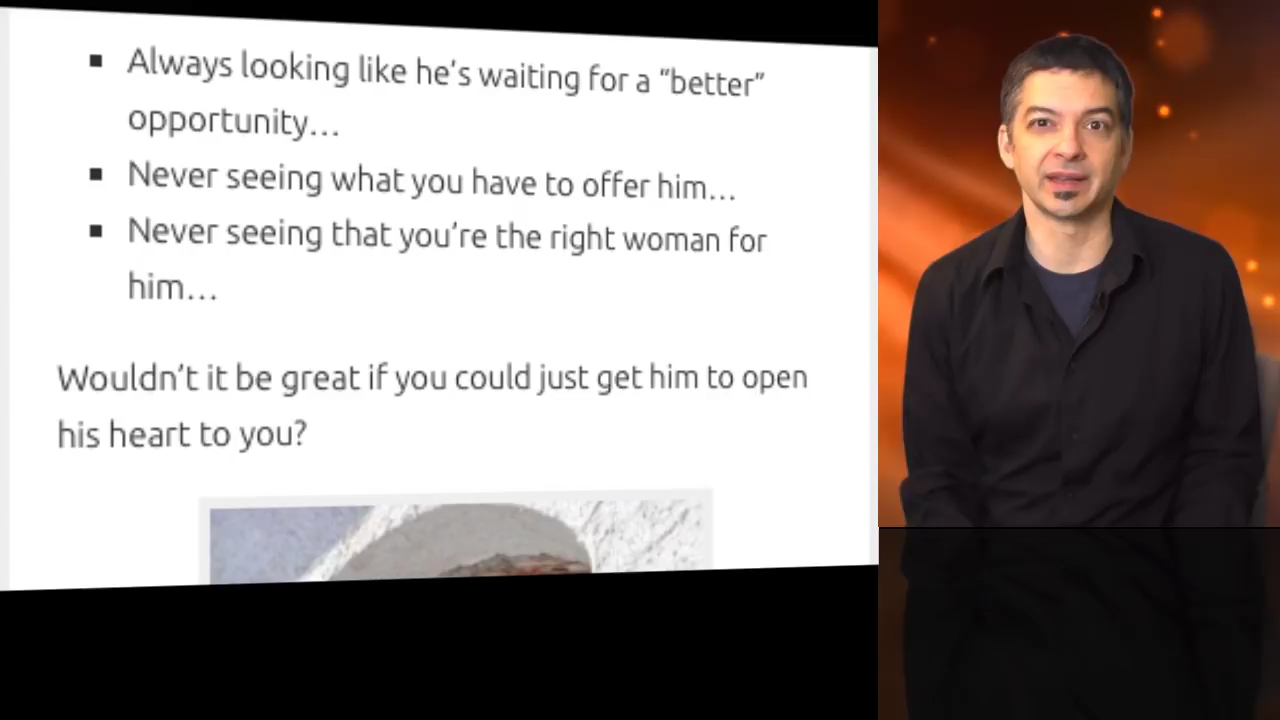 Always looking like he's waiting for a “better”
opportunity…
Never seeing what you have to offer him…
Never seeing that you're the right woman for
him…
Wouldn't it be great if you could just get him to open
his heart to you?